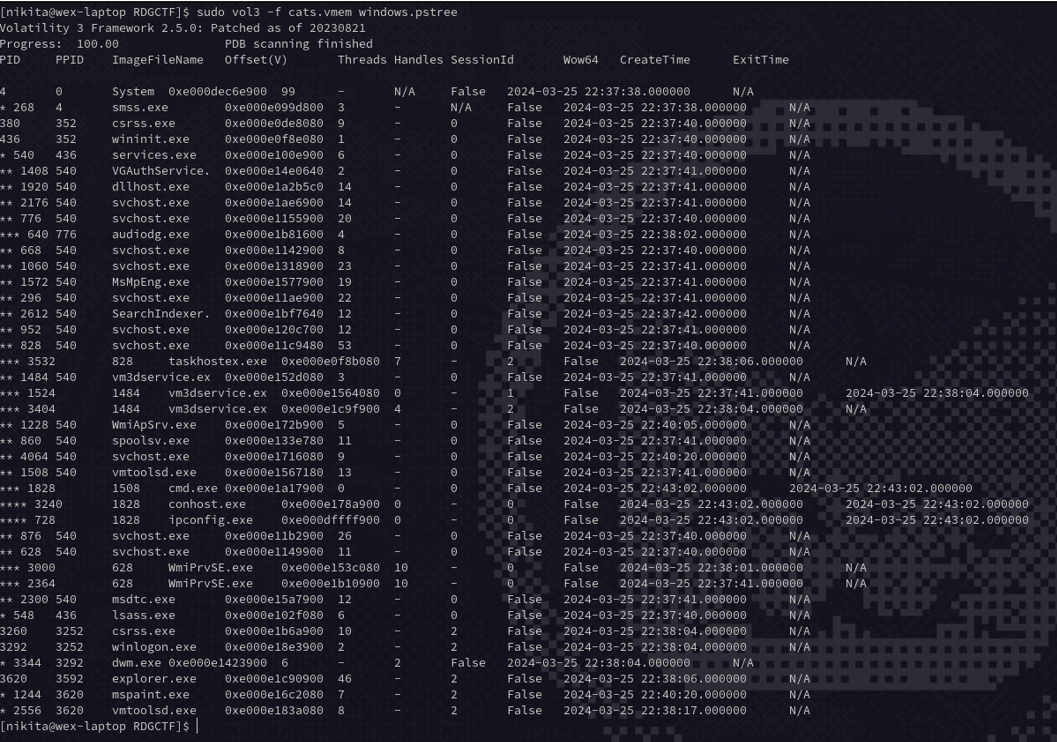 [nikita@wex-laptop RDGCTF]$ sudo vol3 -f cats.vmem windows.pstree
Volatility 3 Framework 2.5.0: Patched as of 20230821
Progress:  100.00               PDB scanning finished
PID     PPID    ImageFileName   Offset(V)       Threads Handles SessionId       Wow64   CreateTime      ExitTime
4       0       System  0xe000dec6e900  99      -       N/A     False   2024-03-25 22:37:38.000000      N/A
* 268   4       smss.exe        0xe000e099d800  3       -       N/A     False   2024-03-25 22:37:38.000000      N/A
380     352     csrss.exe       0xe000e0de8080  9       -       0       False   2024-03-25 22:37:40.000000      N/A
436     352     wininit.exe     0xe000e0f8e080  1       -       0       False   2024-03-25 22:37:40.000000      N/A
* 540   436     services.exe    0xe000e100e900  6       -       0       False   2024-03-25 22:37:40.000000      N/A
** 1408 540     VGAuthService.  0xe000e14e0640  2       -       0       False   2024-03-25 22:37:41.000000      N/A
** 1920 540     dllhost.exe     0xe000e1a2b5c0  14      -       0       False   2024-03-25 22:37:41.000000      N/A
** 2176 540     svchost.exe     0xe000e1ae6900  14      -       0       False   2024-03-25 22:37:41.000000      N/A
** 776  540     svchost.exe     0xe000e1155900  20      -       0       False   2024-03-25 22:37:40.000000      N/A
*** 640 776     audiodg.exe     0xe000e1b81600  4       -       0       False   2024-03-25 22:38:02.000000      N/A
** 668  540     svchost.exe     0xe000e1142900  8       -       0       False   2024-03-25 22:37:40.000000      N/A
** 1060 540     svchost.exe     0xe000e1318900  23      -       0       False   2024-03-25 22:37:41.000000      N/A
** 1572 540     MsMpEng.exe     0xe000e1577900  19      -       0       False   2024-03-25 22:37:41.000000      N/A
** 296  540     svchost.exe     0xe000e11ae900  22      -       0       False   2024-03-25 22:37:41.000000      N/A
** 2612 540     SearchIndexer.  0xe000e1bf7640  12      -       0       False   2024-03-25 22:37:42.000000      N/A
** 952  540     svchost.exe     0xe000e120c700  12      -       0       False   2024-03-25 22:37:41.000000      N/A
** 828  540     svchost.exe     0xe000e11c9480  53      -       0       False   2024-03-25 22:37:40.000000      N/A
*** 3532        828     taskhostex.exe  0xe000e0f8b080  7       -       2       False   2024-03-25 22:38:06.000000      N/A
** 1484 540     vm3dservice.ex  0xe000e152d080  3       -       0       False   2024-03-25 22:37:41.000000      N/A
*** 1524        1484    vm3dservice.ex  0xe000e1564080  0       -       1       False   2024-03-25 22:37:41.000000      2024-03-25 22:38:04.000000
*** 3404        1484    vm3dservice.ex  0xe000e1c9f900  4       -       2       False   2024-03-25 22:38:04.000000      N/A
** 1228 540     WmiApSrv.exe    0xe000e172b900  5       -       0       False   2024-03-25 22:40:05.000000      N/A
** 860  540     spoolsv.exe     0xe000e133e780  11      -       0       False   2024-03-25 22:37:41.000000      N/A
** 4064 540     svchost.exe     0xe000e1716080  9       -       0       False   2024-03-25 22:40:20.000000      N/A
** 1508 540     vmtoolsd.exe    0xe000e1567180  13      -       0       False   2024-03-25 22:37:41.000000      N/A
*** 1828        1508    cmd.exe 0xe000e1a17900  0       -       0       False   2024-03-25 22:43:02.000000      2024-03-25 22:43:02.000000
**** 3240       1828    conhost.exe     0xe000e178a900  0       -       0       False   2024-03-25 22:43:02.000000      2024-03-25 22:43:02.000000
**** 728        1828    ipconfig.exe    0xe000dffff900  0       -       0       False   2024-03-25 22:43:02.000000      2024-03-25 22:43:02.000000
** 876  540     svchost.exe     0xe000e11b2900  26      -       0       False   2024-03-25 22:37:40.000000      N/A
** 628  540     svchost.exe     0xe000e1149900  11      -       0       False   2024-03-25 22:37:40.000000      N/A
*** 3000        628     WmiPrvSE.exe    0xe000e153c080  10      -       0       False   2024-03-25 22:38:01.000000      N/A
*** 2364        628     WmiPrvSE.exe    0xe000e1b10900  10      -       0       False   2024-03-25 22:37:41.000000      N/A
** 2300 540     msdtc.exe       0xe000e15a7900  12      -       0       False   2024-03-25 22:37:41.000000      N/A
* 548   436     lsass.exe       0xe000e102f080  6       -       0       False   2024-03-25 22:37:40.000000      N/A
3260    3252    csrss.exe       0xe000e1b6a900  10      -       2       False   2024-03-25 22:38:04.000000      N/A
3292    3252    winlogon.exe    0xe000e18e3900  2       -       2       False   2024-03-25 22:38:04.000000      N/A
* 3344  3292    dwm.exe 0xe000e1423900  6       -       2       False   2024-03-25 22:38:04.000000      N/A
3620    3592    explorer.exe    0xe000e1c90900  46      -       2       False   2024-03-25 22:38:06.000000      N/A
* 1244  3620    mspaint.exe     0xe000e16c2080  7       -       2       False   2024-03-25 22:40:20.000000      N/A
* 2556  3620    vmtoolsd.exe    0xe000e183a080  8       -       2       False   2024-03-25 22:38:17.000000      N/A
[nikita@wex-laptop RDGCTF]$